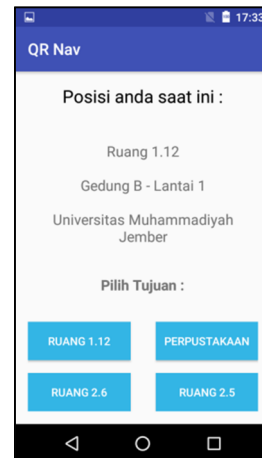 17:33
QR Nav
Posisi anda saat ini :
Ruang 1.12
Gedung B - Lantai 1
Universitas Muhammadiyah
Jember
Pilih Tujuan :
RUANG 1.12
PERPUSTAKAAN
RUANG 2.6
RUANG 2.5